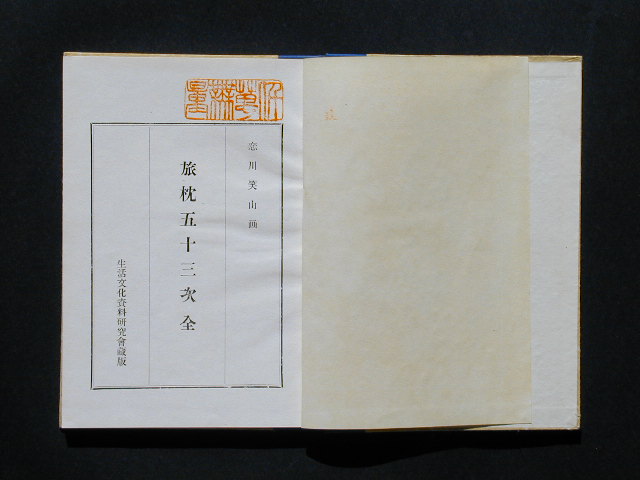 恋川笑山画
旅枕五十三次全
生活文化資料研究會蔵版